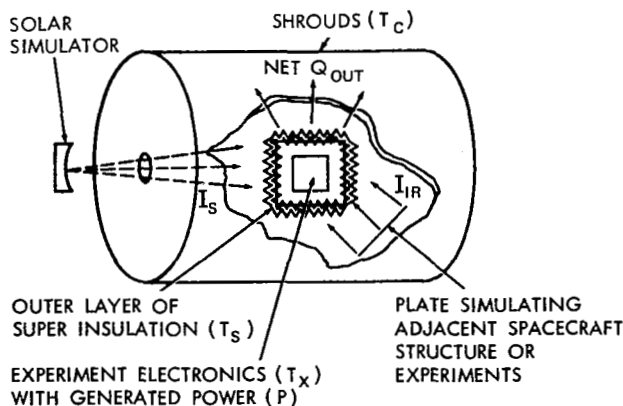 SOLAR
SIMULATOR
SHROUDS (T_C)
NET Q_OUT
I_S
I_IR
OUTER LAYER OF
SUPER INSULATION (T_S)
EXPERIMENT ELECTRONICS (T_X)
WITH GENERATED POWER (P)
PLATE SIMULATING
ADJACENT SPACECRAFT
STRUCTURE OR
EXPERIMENTS